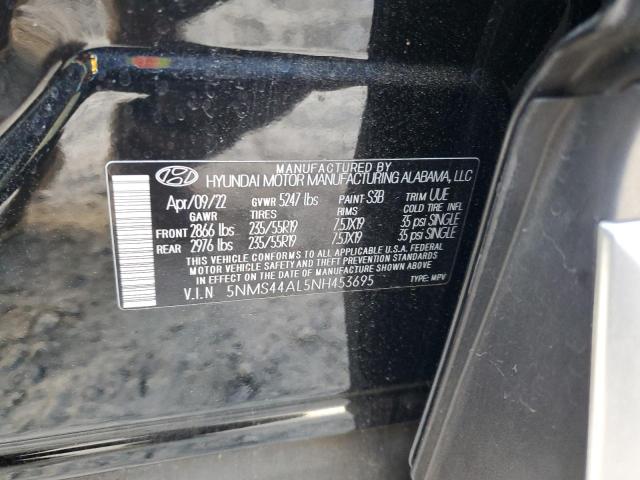 MANUFACTURED BY
HYUNDAI MOTOR MANUFACTURING ALABAMA, LLC
Apr/09/22 GVWR 5247 lbs PAINT-S3B TRIM UUE
GAWR TIRES RIMS COLD TIRE INFL
FRONT 2866 lbs 235/55R19 7.5JX19 35 psi SINGLE
REAR 2976 lbs 235/55R19 7.5JX19 35 psi SINGLE
THIS VEHICLE CONFORMS TO ALL APPLICABLE U.S.A. FEDERAL
MOTOR VEHICLE SAFETY AND BUMPER STANDARDS
IN EFFECT ON THE DATE OF MANUFACTURE SHOWN ABOVE.
V.I.N 5NMS44AL5NH453695 TYPE: MPV